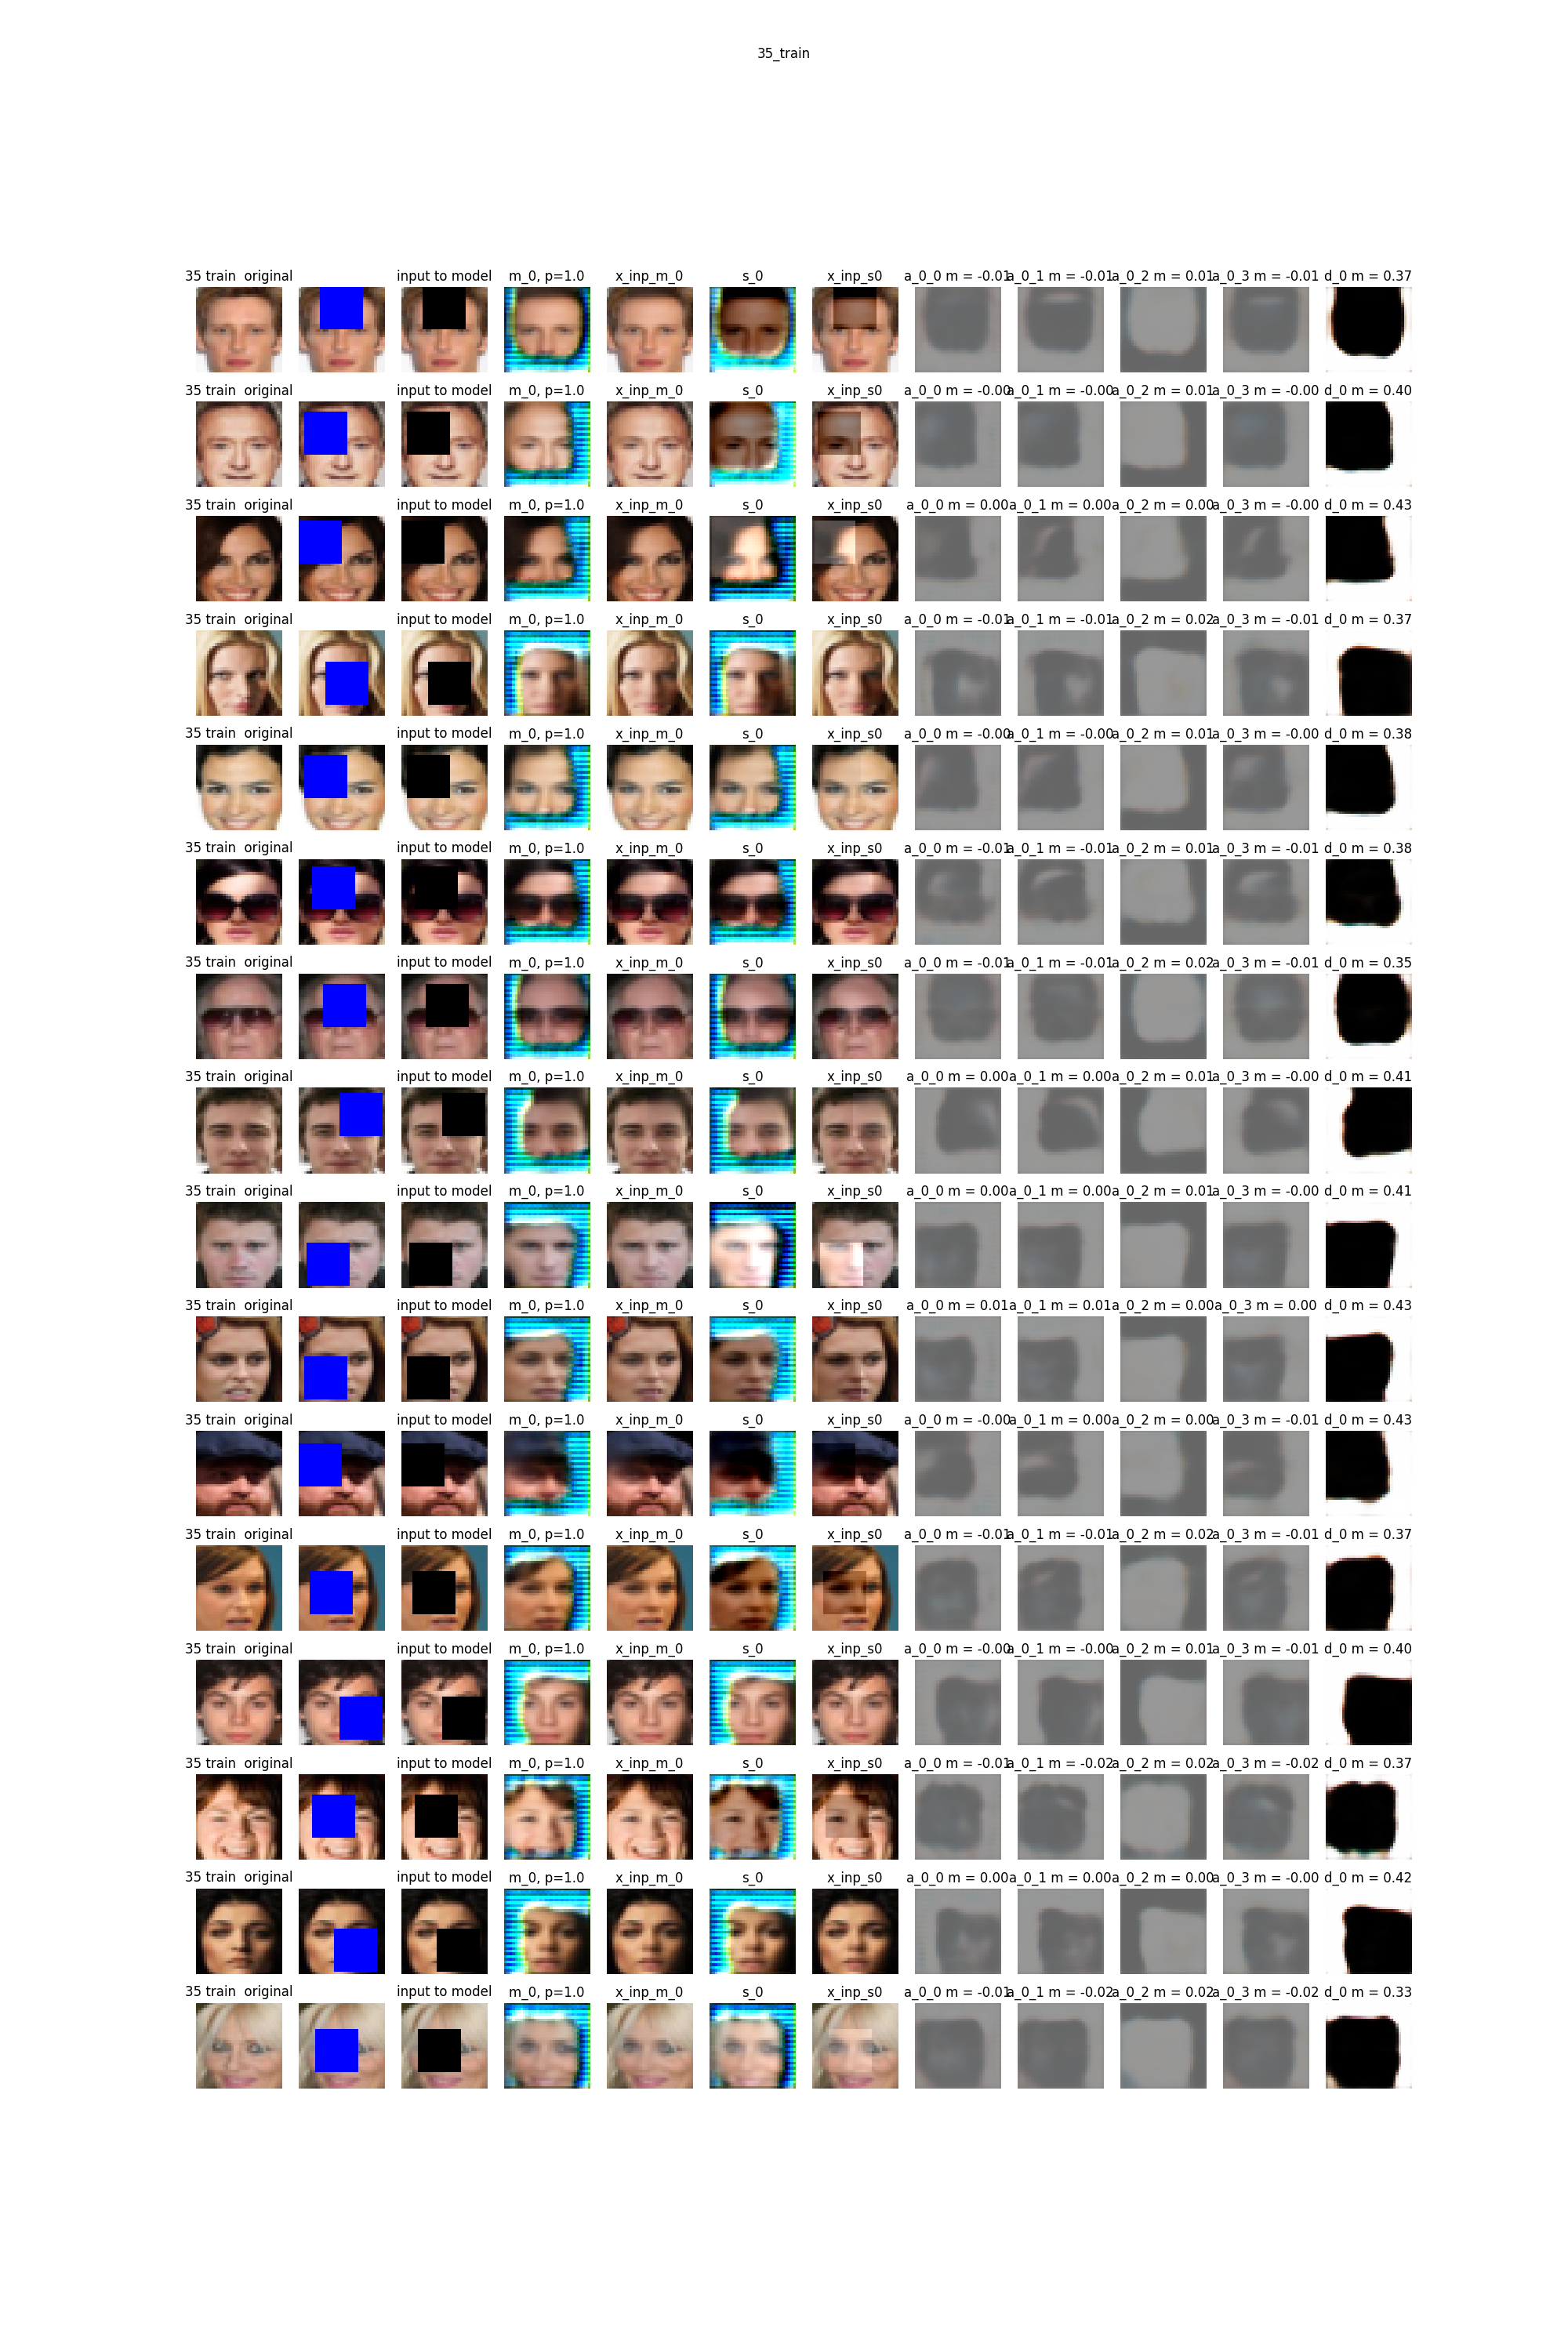 35_train
35 train  original input to model m_0, p=1.0 x_inp_m_0 s_0 x_inp_s0 a_0_0 m = -0.01 a_0_1 m = -0.01 a_0_2 m = 0.01 a_0_3 m = -0.01 d_0 m = 0.37
35 train  original input to model m_0, p=1.0 x_inp_m_0 s_0 x_inp_s0 a_0_0 m = -0.00 a_0_1 m = -0.00 a_0_2 m = 0.01 a_0_3 m = -0.00 d_0 m = 0.40
35 train  original input to model m_0, p=1.0 x_inp_m_0 s_0 x_inp_s0 a_0_0 m = 0.00 a_0_1 m = 0.00 a_0_2 m = 0.00 a_0_3 m = -0.00 d_0 m = 0.43
35 train  original input to model m_0, p=1.0 x_inp_m_0 s_0 x_inp_s0 a_0_0 m = -0.01 a_0_1 m = -0.01 a_0_2 m = 0.02 a_0_3 m = -0.01 d_0 m = 0.37
35 train  original input to model m_0, p=1.0 x_inp_m_0 s_0 x_inp_s0 a_0_0 m = -0.00 a_0_1 m = -0.00 a_0_2 m = 0.01 a_0_3 m = -0.00 d_0 m = 0.38
35 train  original input to model m_0, p=1.0 x_inp_m_0 s_0 x_inp_s0 a_0_0 m = -0.01 a_0_1 m = -0.01 a_0_2 m = 0.01 a_0_3 m = -0.01 d_0 m = 0.38
35 train  original input to model m_0, p=1.0 x_inp_m_0 s_0 x_inp_s0 a_0_0 m = -0.01 a_0_1 m = -0.01 a_0_2 m = 0.02 a_0_3 m = -0.01 d_0 m = 0.35
35 train  original input to model m_0, p=1.0 x_inp_m_0 s_0 x_inp_s0 a_0_0 m = 0.00 a_0_1 m = 0.00 a_0_2 m = 0.01 a_0_3 m = -0.00 d_0 m = 0.41
35 train  original input to model m_0, p=1.0 x_inp_m_0 s_0 x_inp_s0 a_0_0 m = 0.00 a_0_1 m = 0.00 a_0_2 m = 0.01 a_0_3 m = -0.00 d_0 m = 0.41
35 train  original input to model m_0, p=1.0 x_inp_m_0 s_0 x_inp_s0 a_0_0 m = 0.01 a_0_1 m = 0.01 a_0_2 m = 0.00 a_0_3 m = 0.00 d_0 m = 0.43
35 train  original input to model m_0, p=1.0 x_inp_m_0 s_0 x_inp_s0 a_0_0 m = -0.00 a_0_1 m = 0.00 a_0_2 m = 0.00 a_0_3 m = -0.01 d_0 m = 0.43
35 train  original input to model m_0, p=1.0 x_inp_m_0 s_0 x_inp_s0 a_0_0 m = -0.01 a_0_1 m = -0.01 a_0_2 m = 0.02 a_0_3 m = -0.01 d_0 m = 0.37
35 train  original input to model m_0, p=1.0 x_inp_m_0 s_0 x_inp_s0 a_0_0 m = -0.00 a_0_1 m = -0.00 a_0_2 m = 0.01 a_0_3 m = -0.01 d_0 m = 0.40
35 train  original input to model m_0, p=1.0 x_inp_m_0 s_0 x_inp_s0 a_0_0 m = -0.01 a_0_1 m = -0.02 a_0_2 m = 0.02 a_0_3 m = -0.02 d_0 m = 0.37
35 train  original input to model m_0, p=1.0 x_inp_m_0 s_0 x_inp_s0 a_0_0 m = 0.00 a_0_1 m = 0.00 a_0_2 m = 0.00 a_0_3 m = -0.00 d_0 m = 0.42
35 train  original input to model m_0, p=1.0 x_inp_m_0 s_0 x_inp_s0 a_0_0 m = -0.01 a_0_1 m = -0.02 a_0_2 m = 0.02 a_0_3 m = -0.02 d_0 m = 0.33